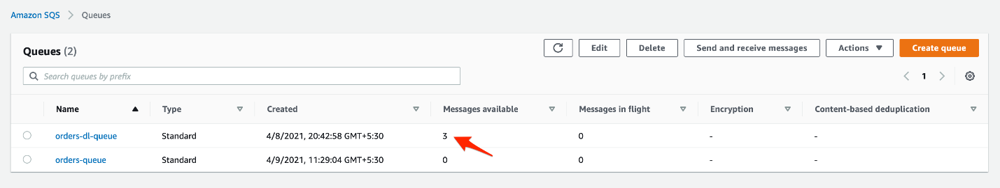 Amazon SQS > Queues
Queues (2)
Edit
Delete
Send and receive messages
Actions
Create queue
Search queues by prefix
1
Name Type Created Messages available Messages in flight Encryption Content-based deduplication
orders-dl-queue Standard 4/8/2021, 20:42:58 GMT+5:30 3 0 - -
orders-queue Standard 4/9/2021, 11:29:04 GMT+5:30 0 0 - -